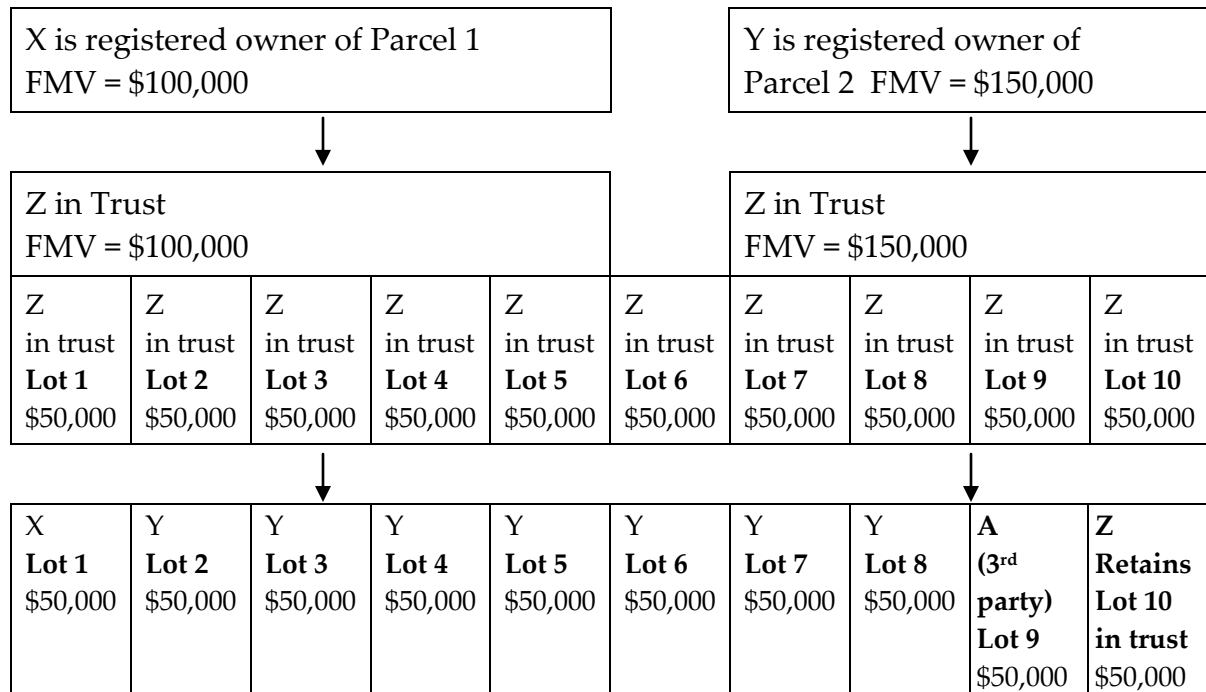 X is registered owner of Parcel 1
FMV = $100,000
Y is registered owner of
Parcel 2 FMV = $150,000
Z in Trust
FMV = $100,000
Z in Trust
FMV = $150,000
Z
in trust
Lot 1
$50,000
Z
in trust
Lot 2
$50,000
Z
in trust
Lot 3
$50,000
Z
in trust
Lot 4
$50,000
Z
in trust
Lot 5
$50,000
Z
in trust
Lot 6
$50,000
Z
in trust
Lot 7
$50,000
Z
in trust
Lot 8
$50,000
Z
in trust
Lot 9
$50,000
Z
in trust
Lot 10
$50,000
X
Lot 1
$50,000
Y
Lot 2
$50,000
Y
Lot 3
$50,000
Y
Lot 4
$50,000
Y
Lot 5
$50,000
Y
Lot 6
$50,000
Y
Lot 7
$50,000
Y
Lot 8
$50,000
A
(3rd
party)
Lot 9
$50,000
Z
Retains
Lot 10
in trust
$50,000